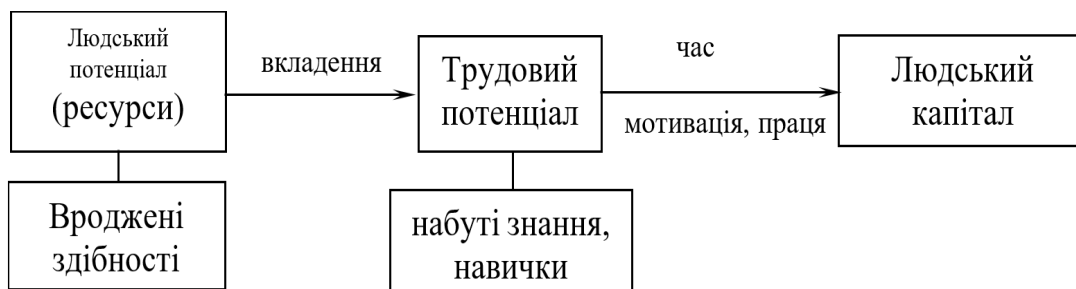 Людський
потенціал
(ресурси)
вкладення
Трудовий
потенціал
час
мотивація, праця
Людський
капітал
Вроджені
здібності
набуті знання,
навички